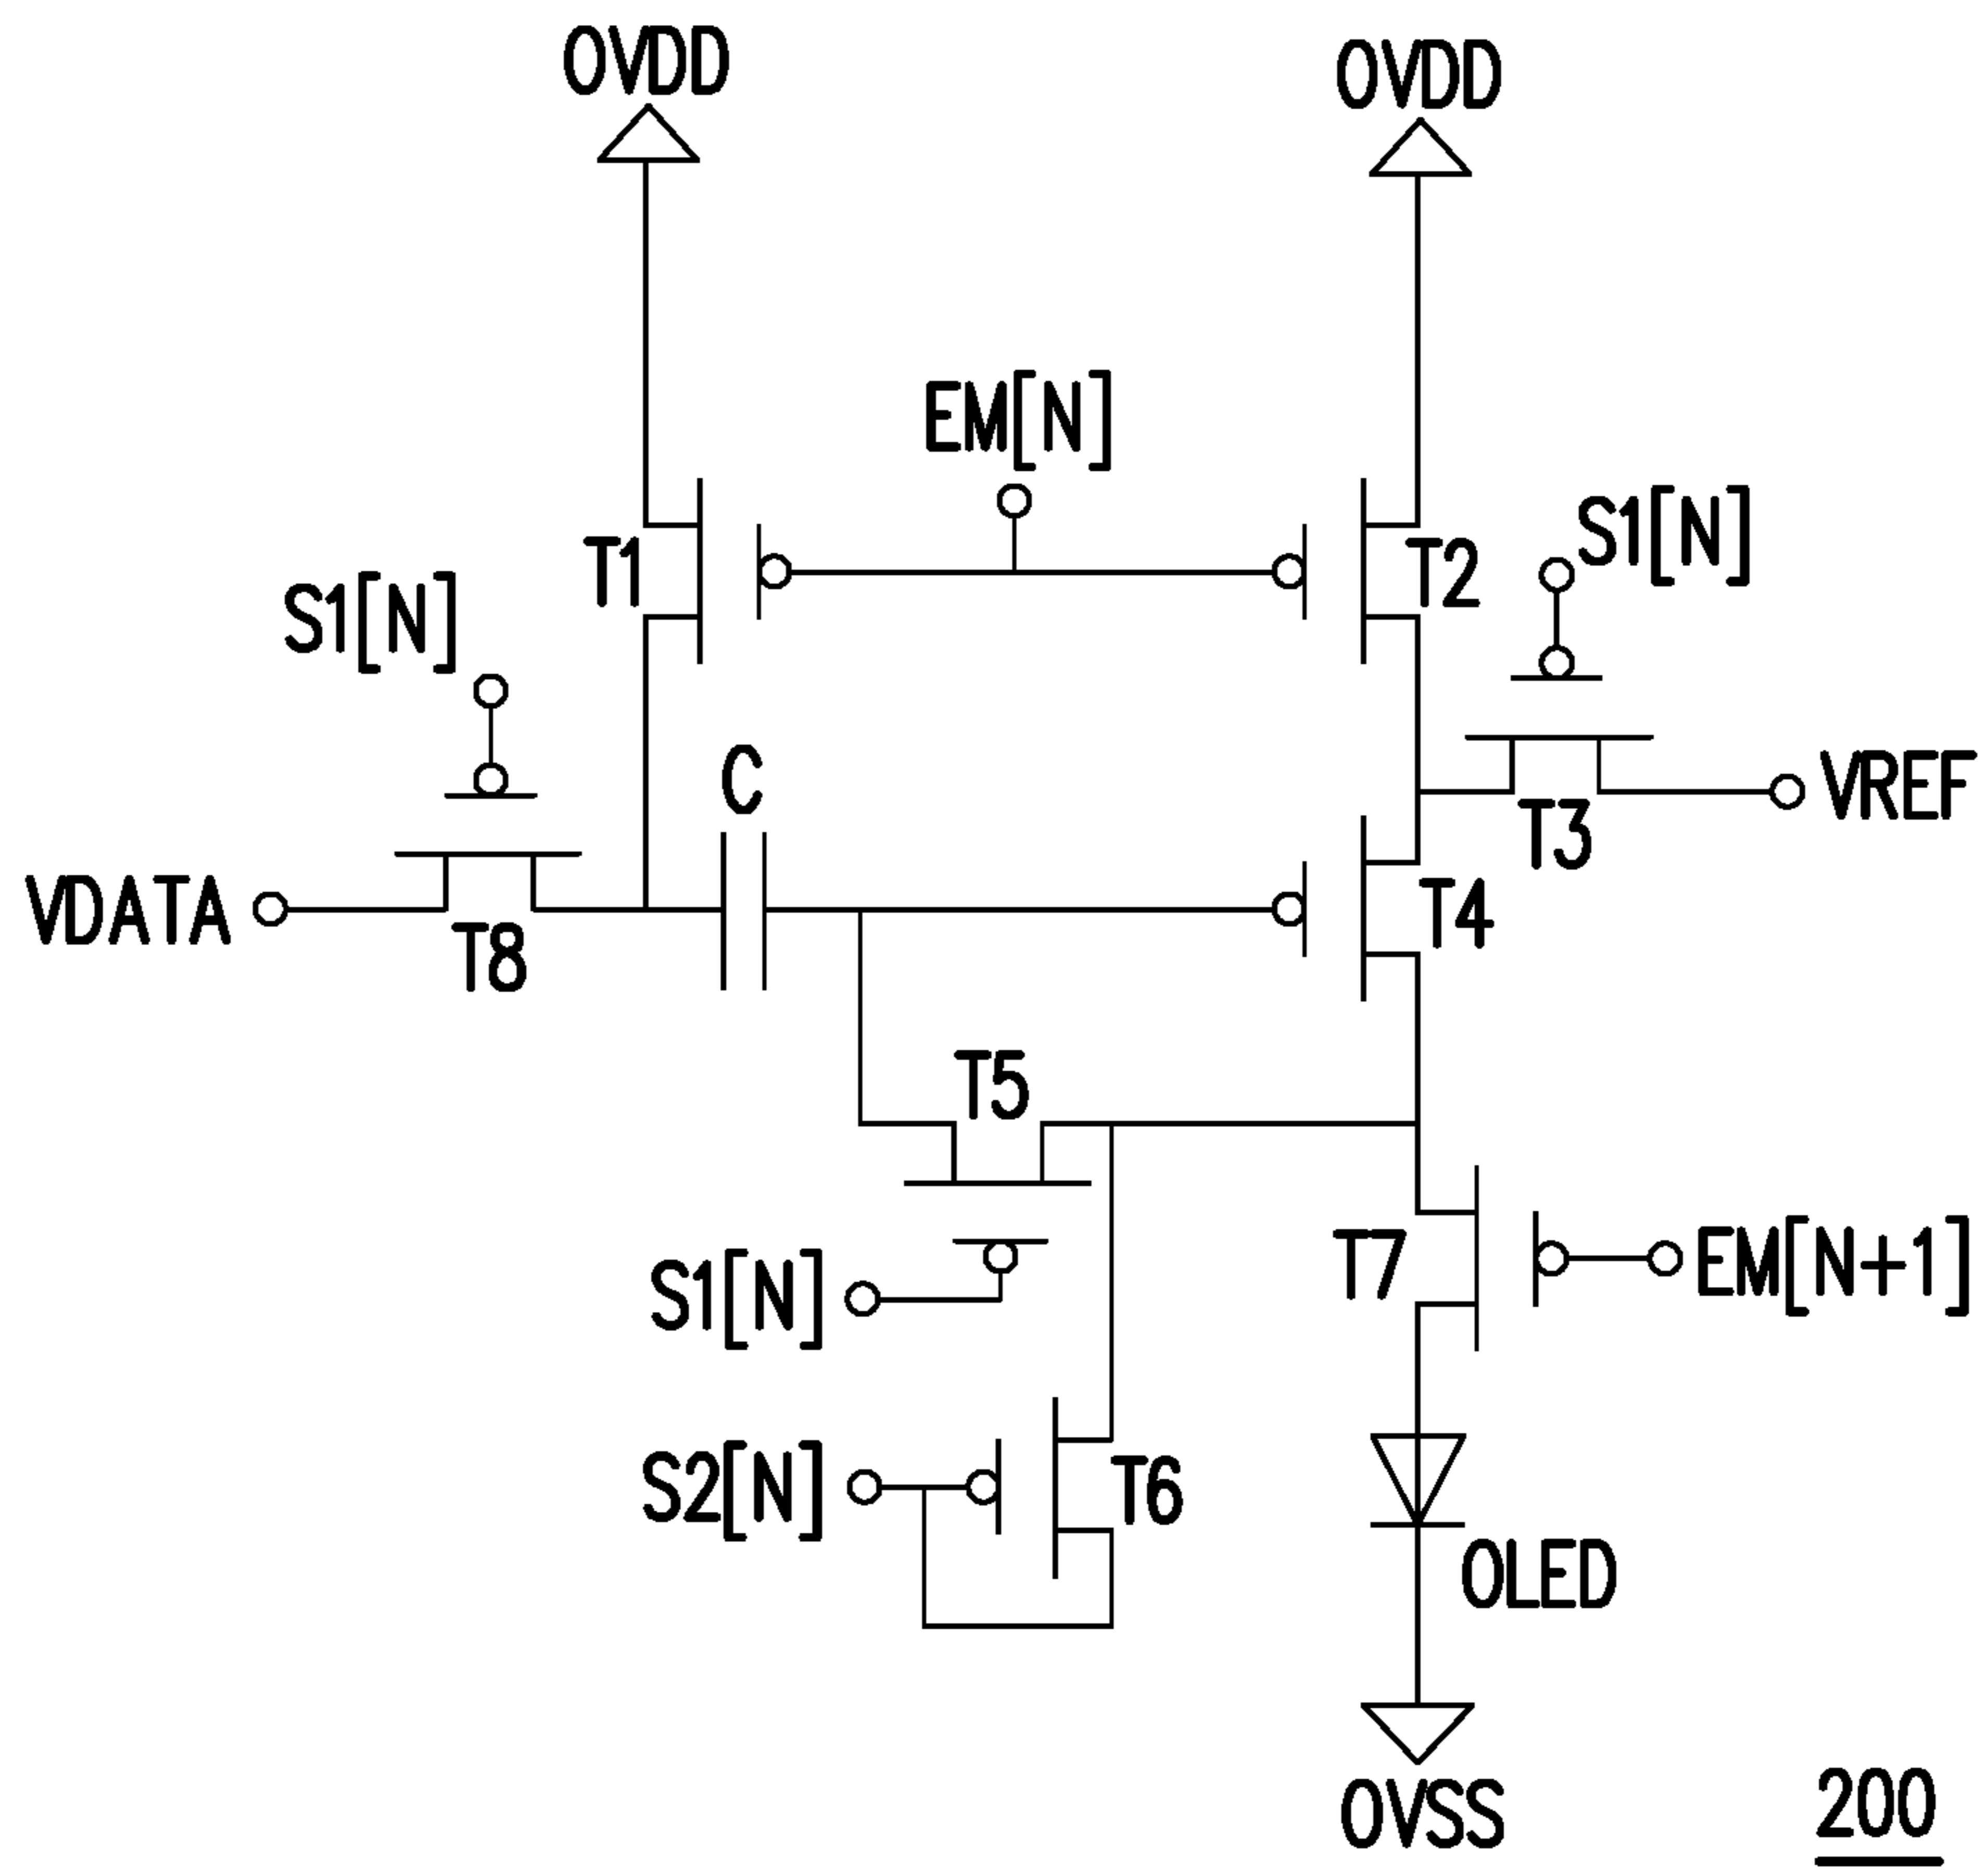 OVDD
OVDD
EM[N]
S1[N]
T1
T2
S1[N]
C
VREF
T3
VDATA
T8
T4
T5
T7
EM[N+1]
S1[N]
S2[N]
T6
OLED
OVSS
200